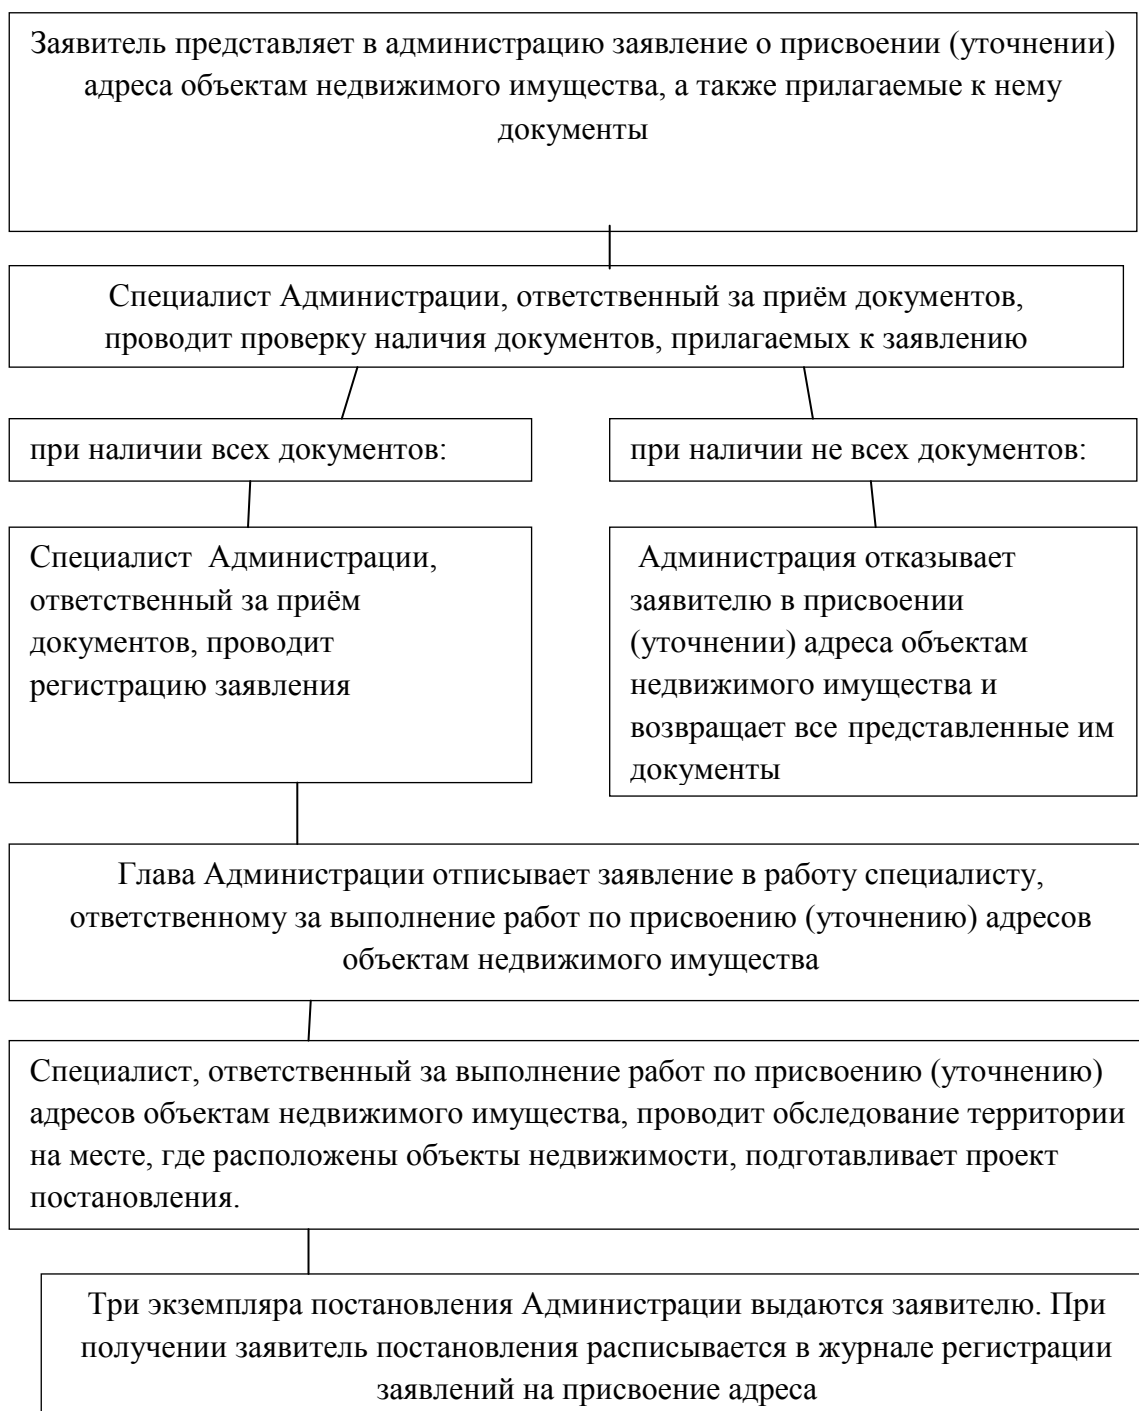 Заявитель представляет в администрацию заявление о присвоении (уточнении)
адреса объектам недвижимого имущества, а также прилагаемые к нему
документы
Специалист Администрации, ответственный за приём документов,
проводит проверку наличия документов, прилагаемых к заявлению
при наличии всех документов:
при наличии не всех документов:
Специалист Администрации,
ответственный за приём
документов, проводит
регистрацию заявления
Администрация отказывает
заявителю в присвоении
(уточнении) адреса объектам
недвижимого имущества и
возвращает все представленные им
документы
Глава Администрации отписывает заявление в работу специалисту,
ответственному за выполнение работ по присвоению (уточнению) адресов
объектам недвижимого имущества
Специалист, ответственный за выполнение работ по присвоению (уточнению)
адресов объектам недвижимого имущества, проводит обследование территории
на месте, где расположены объекты недвижимости, подготавливает проект
постановления.
Три экземпляра постановления Администрации выдаются заявителю. При
получении заявитель постановления расписывается в журнале регистрации
заявлений на присвоение адреса